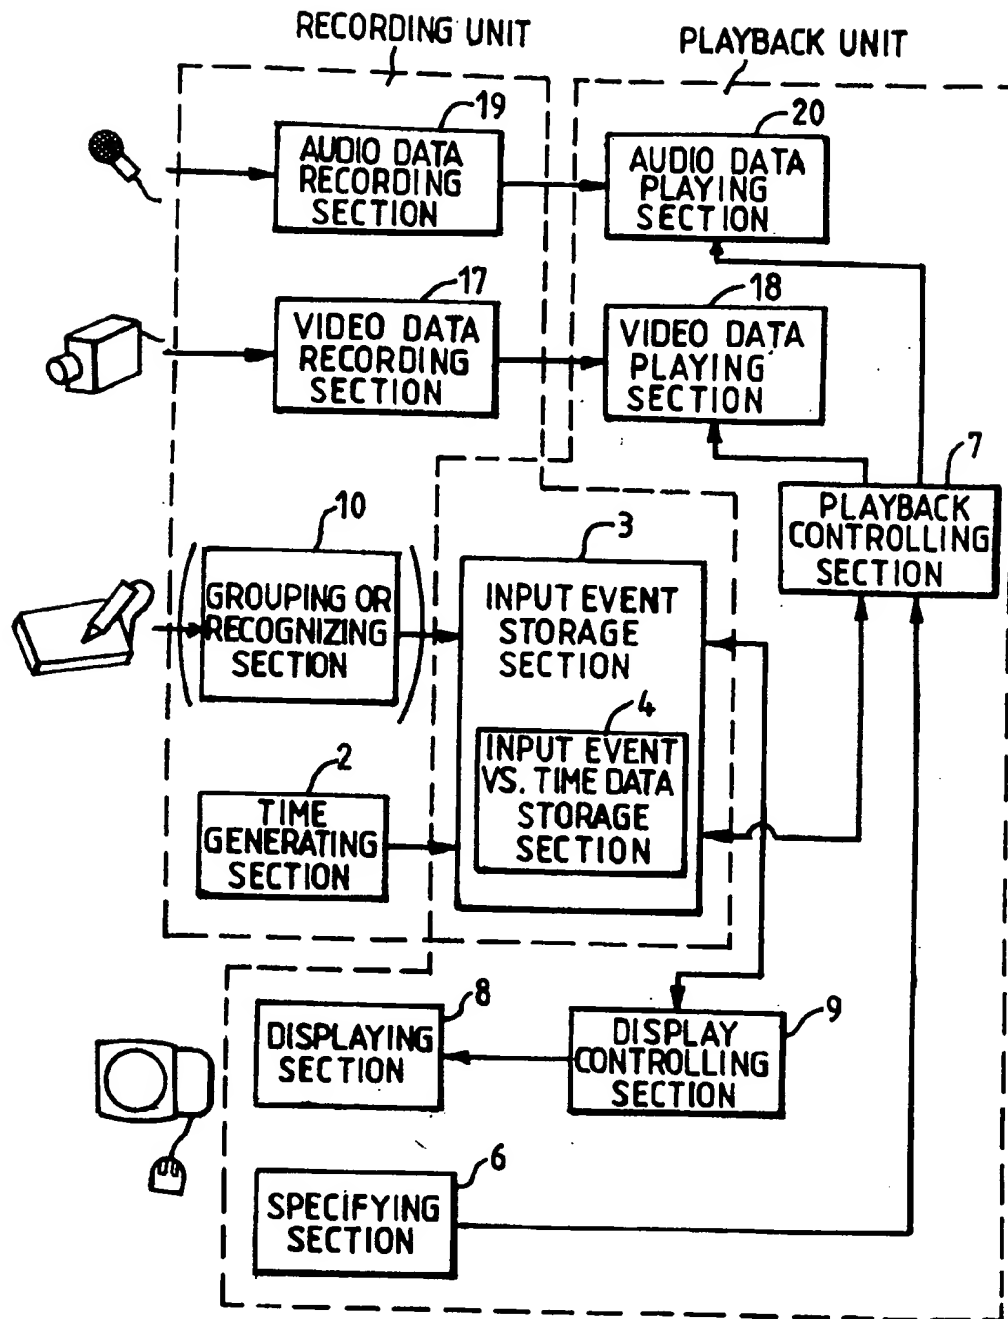 RECORDING UNIT
PLAYBACK UNIT
19
AUDIO DATA
RECORDING
SECTION
20
AUDIO DATA
PLAYING
SECTION
17
VIDEO DATA
RECORDING
SECTION
18
VIDEO DATA
PLAYING
SECTION
7
PLAYBACK
CONTROLLING
SECTION
10
GROUPING OR
RECOGNIZING
SECTION
3
INPUT EVENT
STORAGE
SECTION
4
INPUT EVENT
VS. TIME DATA
STORAGE
SECTION
2
TIME
GENERATING
SECTION
8
DISPLAYING
SECTION
9
DISPLAY
CONTROLLING
SECTION
6
SPECIFYING
SECTION